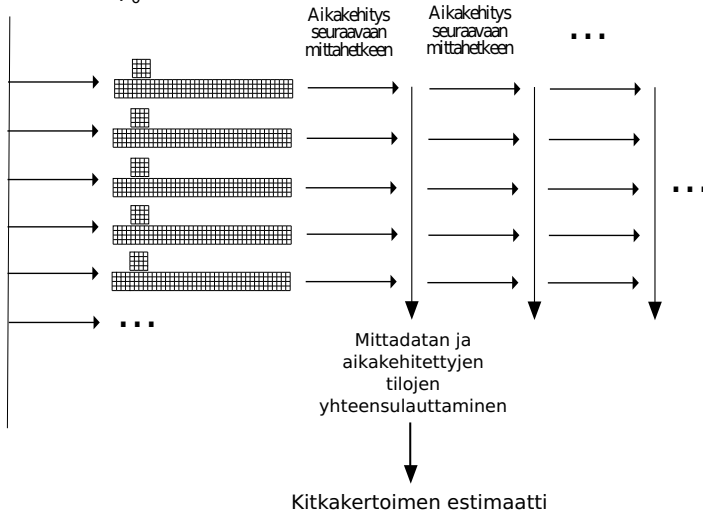 Aikakehitys
seuraavaan
mittahetkeen
Aikakehitys
seuraavaan
mittahetkeen
...
...
...
Mittadatan ja
aikakehitettyjen
tilojen
yhteensulauttaminen
Kitkakertoimen estimaatti